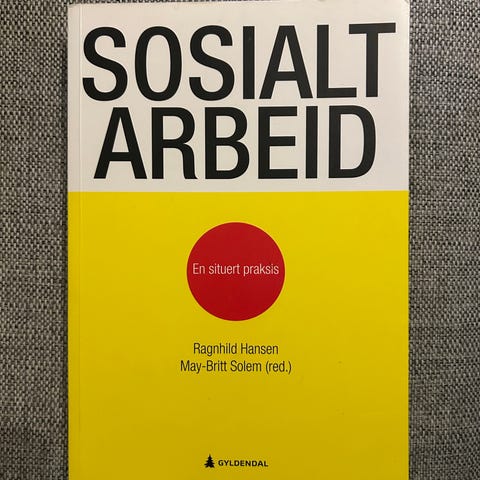 SOSIALT
ARBEID
En situert praksis
Ragnhild Hansen
May-Britt Solem (red.)
GYLDENDAL